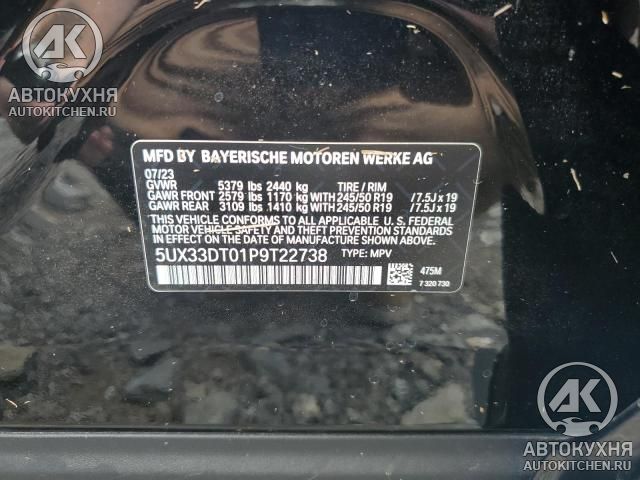 АК
АВТОКУХНЯ
AUTOKITCHEN.RU
MFD BY BAYERISCHE MOTOREN WERKE AG
07/23
GVWR 5379 lbs 2440 kg TIRE / RIM
GAWR FRONT 2579 lbs 1170 kg WITH 245/50 R19 /7.5J x 19
GAWR REAR 3109 lbs 1410 kg WITH 245/50 R19 /7.5J x 19
THIS VEHICLE CONFORMS TO ALL APPLICABLE U. S. FEDERAL
MOTOR VEHICLE SAFETY, AND THEFT PREVENTION STANDARDS IN
EFFECT ON THE DATE OF MANUFACTURE SHOWN ABOVE.
5UX33DT01P9T22738 TYPE: MPV
475M
7 320 730
АК
АВТОКУХНЯ
AUTOKITCHEN.RU